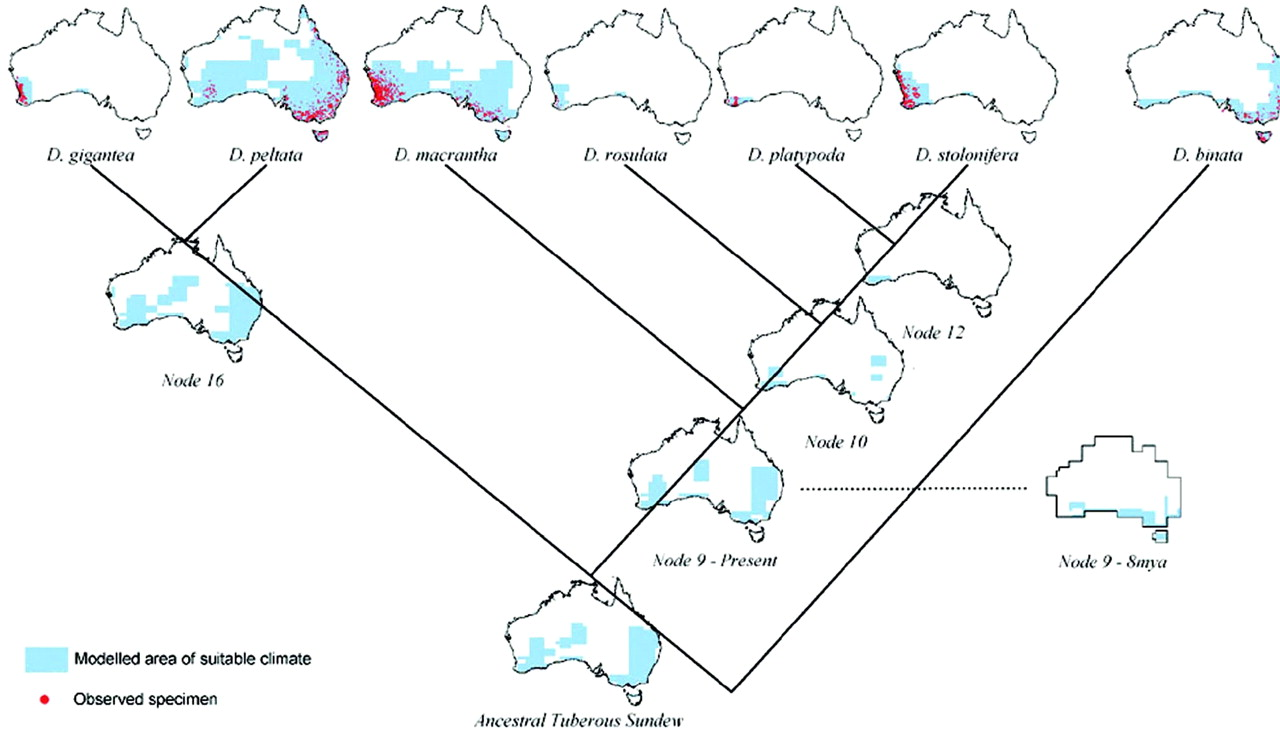 D. gigantea
D. peltata
D. macrantha
D. rosulata
D. platypoda
D. stolonifera
D. binata
Node 12
Node 16
Node 10
Node 9 - Present
Node 9 - 8mya
Modelled area of suitable climate
Observed specimen
Ancestral Tuberous Sundew